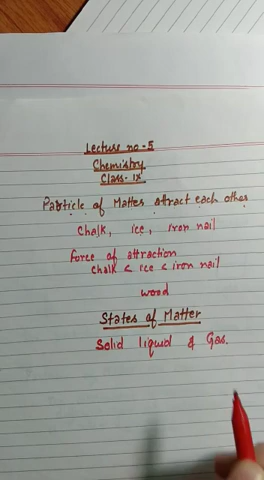 Lecture no-5
Chemistry
Class-IX
Particle of Matter attract each other
Chalk, ice, iron nail
Force of attraction
Chalk < ice < iron nail
wood
States of Matter
Solid liquid & Gas.